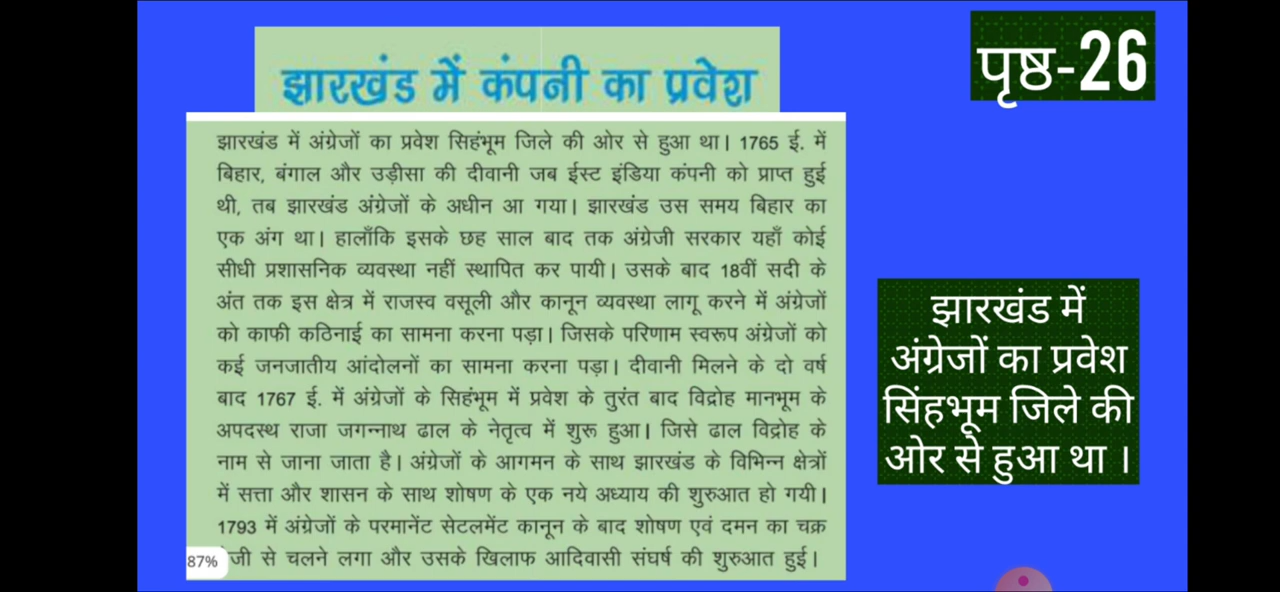 झारखंड में कंपनी का प्रवेश
पृष्ठ-26
झारखंड में अंग्रेजों का प्रवेश सिहंभूम जिले की ओर से हुआ था। 1765 ई. में
बिहार, बंगाल और उड़ीसा की दीवानी जब ईस्ट इंडिया कंपनी को प्राप्त हुई
थी, तब झारखंड अंग्रेजों के अधीन आ गया। झारखंड उस समय बिहार का
एक अंग था। हालाँकि इसके छह साल बाद तक अंग्रेजी सरकार यहाँ कोई
सीधी प्रशासनिक व्यवस्था नहीं स्थापित कर पायी। उसके बाद 18वीं सदी के
अंत तक इस क्षेत्र में राजस्व वसूली और कानून व्यवस्था लागू करने में अंग्रेजों
को काफी कठिनाई का सामना करना पड़ा। जिसके परिणाम स्वरूप अंग्रेजों को
कई जनजातीय आंदोलनों का सामना करना पड़ा। दीवानी मिलने के दो वर्ष
बाद 1767 ई. में अंग्रेजों के सिहंभूम में प्रवेश के तुरंत बाद विद्रोह मानभूम के
अपदस्थ राजा जगन्नाथ ढाल के नेतृत्व में शुरू हुआ। जिसे ढाल विद्रोह के
नाम से जाना जाता है। अंग्रेजों के आगमन के साथ झारखंड के विभिन्न क्षेत्रों
में सत्ता और शासन के साथ शोषण के एक नये अध्याय की शुरुआत हो गयी।
1793 में अंग्रेजों के परमानेंट सेटलमेंट कानून के बाद शोषण एवं दमन का चक्र
से चलने लगा और उसके खिलाफ आदिवासी संघर्ष की शुरुआत हुई।
87%
झारखंड में
अंग्रेजों का प्रवेश
सिंहभूम जिले की
ओर से हुआ था ।